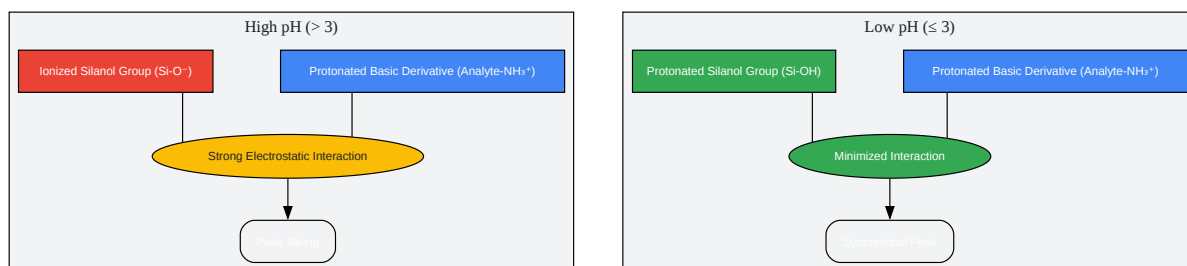 High pH (> 3)
Ionized Silanol Group (Si-O⁻)
Protonated Basic Derivative (Analyte-NH₃⁺)
Strong Electrostatic Interaction
Peak Tailing
Low pH (≤ 3)
Protonated Silanol Group (Si-OH)
Protonated Basic Derivative (Analyte-NH₃⁺)
Minimized Interaction
Symmetrical Peak